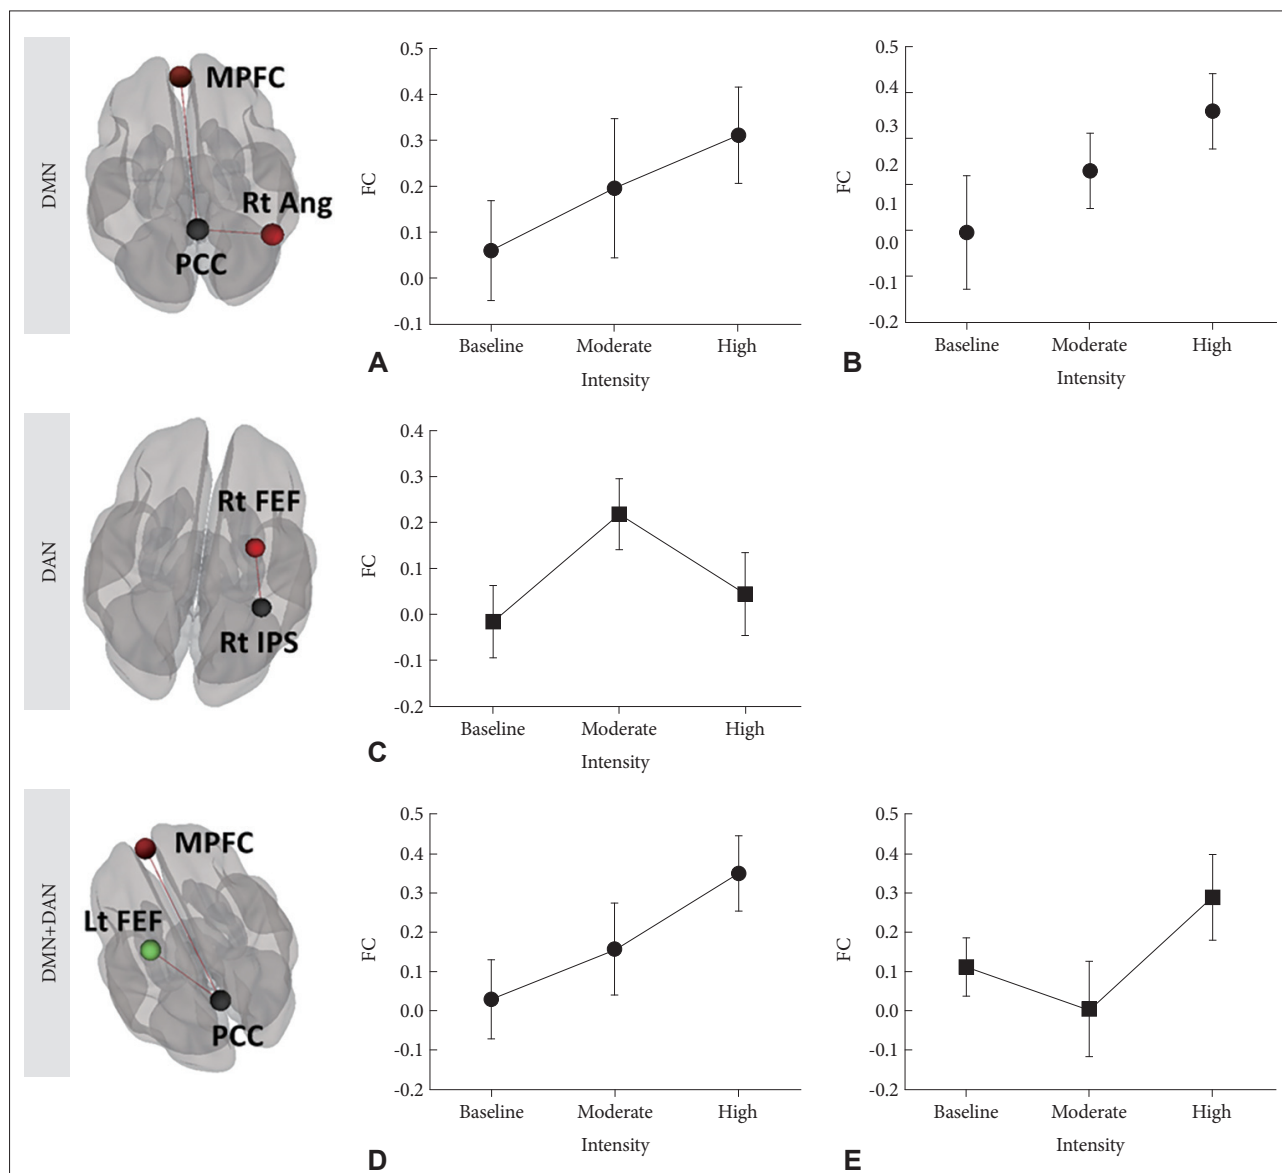 DMN
MPFC
Rt Ang
PCC
0.5
0.4
0.3
0.2
0.1
0.0
-0.1
FC
Baseline
Moderate
High
Intensity
A
0.5
0.4
0.3
0.2
0.1
0.0
-0.1
-0.2
FC
Baseline
Moderate
High
Intensity
B
DAN
Rt FEF
Rt IPS
0.4
0.3
0.2
0.1
0.0
-0.1
-0.2
FC
Baseline
Moderate
High
Intensity
C
DMN+DAN
MPFC
Lt FEF
PCC
0.5
0.4
0.3
0.2
0.1
0.0
-0.1
-0.2
FC
Baseline
Moderate
High
Intensity
D
0.5
0.4
0.3
0.2
0.1
0.0
-0.1
-0.2
FC
Baseline
Moderate
High
Intensity
E